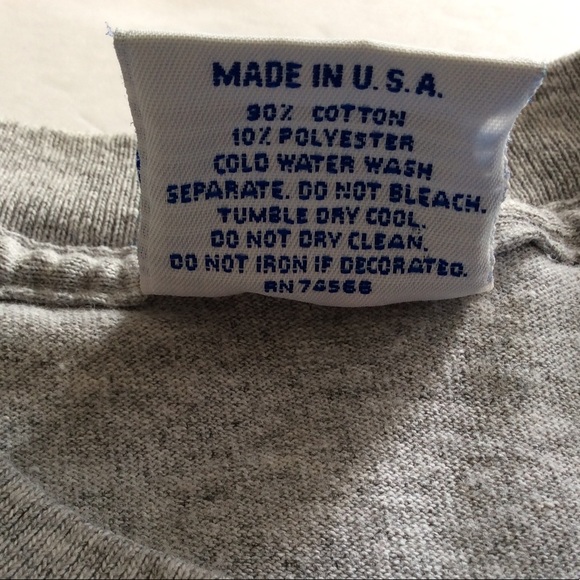 MADE IN U.S.A.
90% COTTON
10% POLYESTER
COLD WATER WASH
SEPARATE. DO NOT BLEACH.
TUMBLE DRY COOL.
DO NOT DRY CLEAN.
DO NOT IRON IF DECORATED.
RN74566